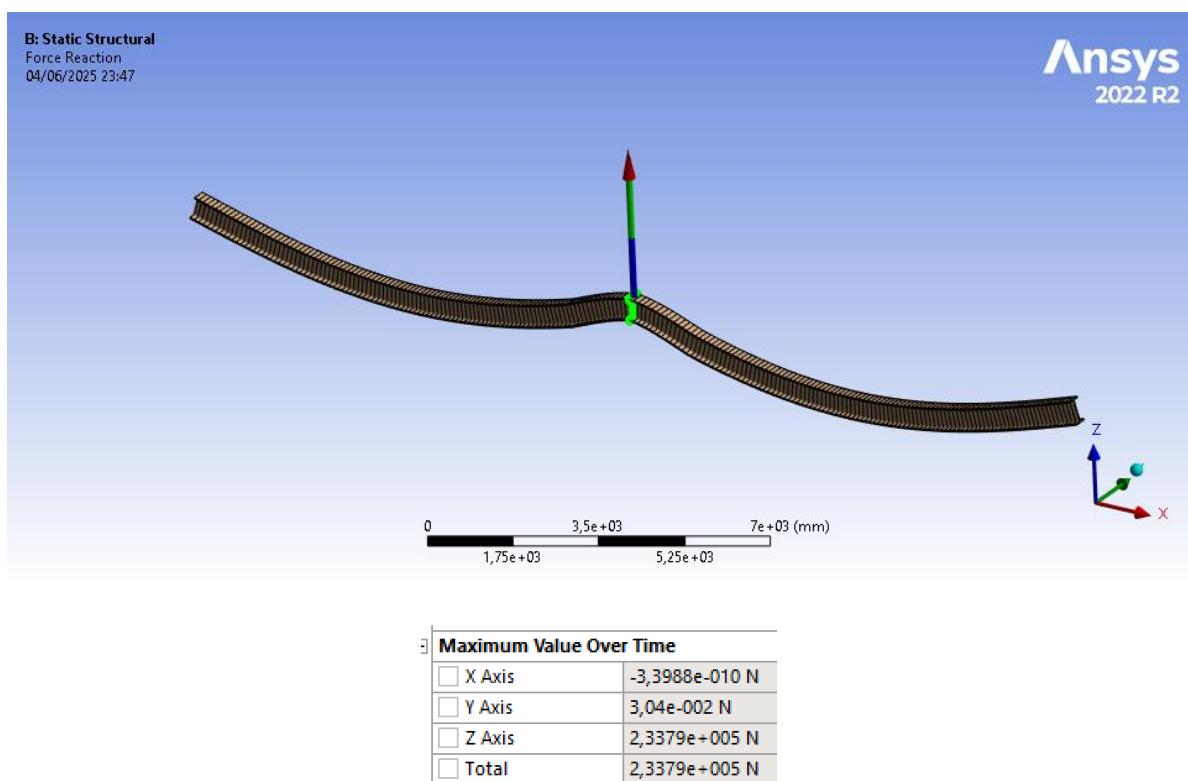 B: Static Structural
Force Reaction
04/06/2025 23:47
Ansys
2022 R2
Z
X
0 3,5e+03 7e+03 (mm)
1,75e+03 5,25e+03
Maximum Value Over Time
X Axis -3,3988e-010 N
Y Axis 3,04e-002 N
Z Axis 2,3379e+005 N
Total 2,3379e+005 N